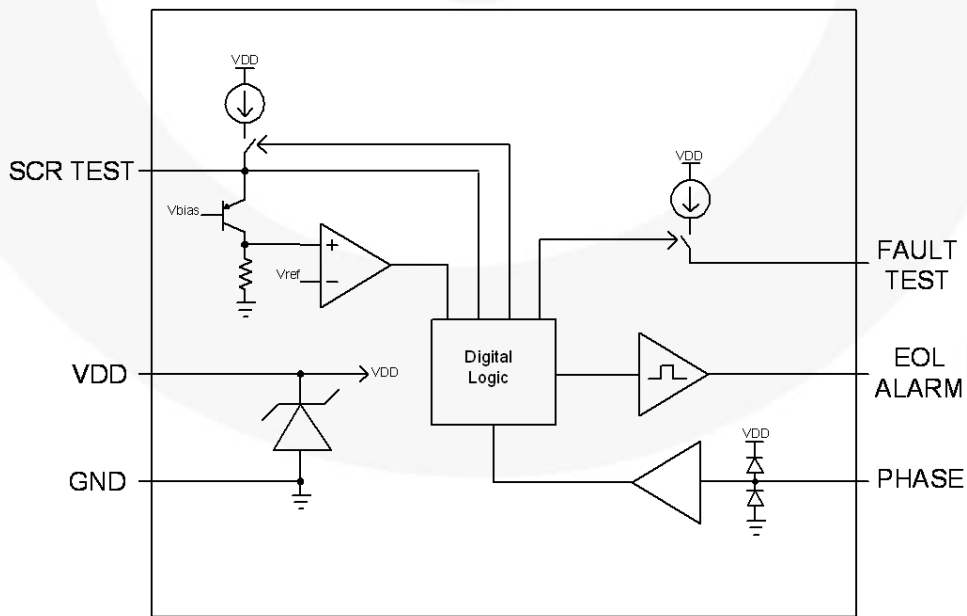 VDD
SCR TEST
VDD
Vbias
+
FAULT
TEST
Vref
−
Digital
Logic
EOL
ALARM
VDD
VDD
VDD
GND
PHASE